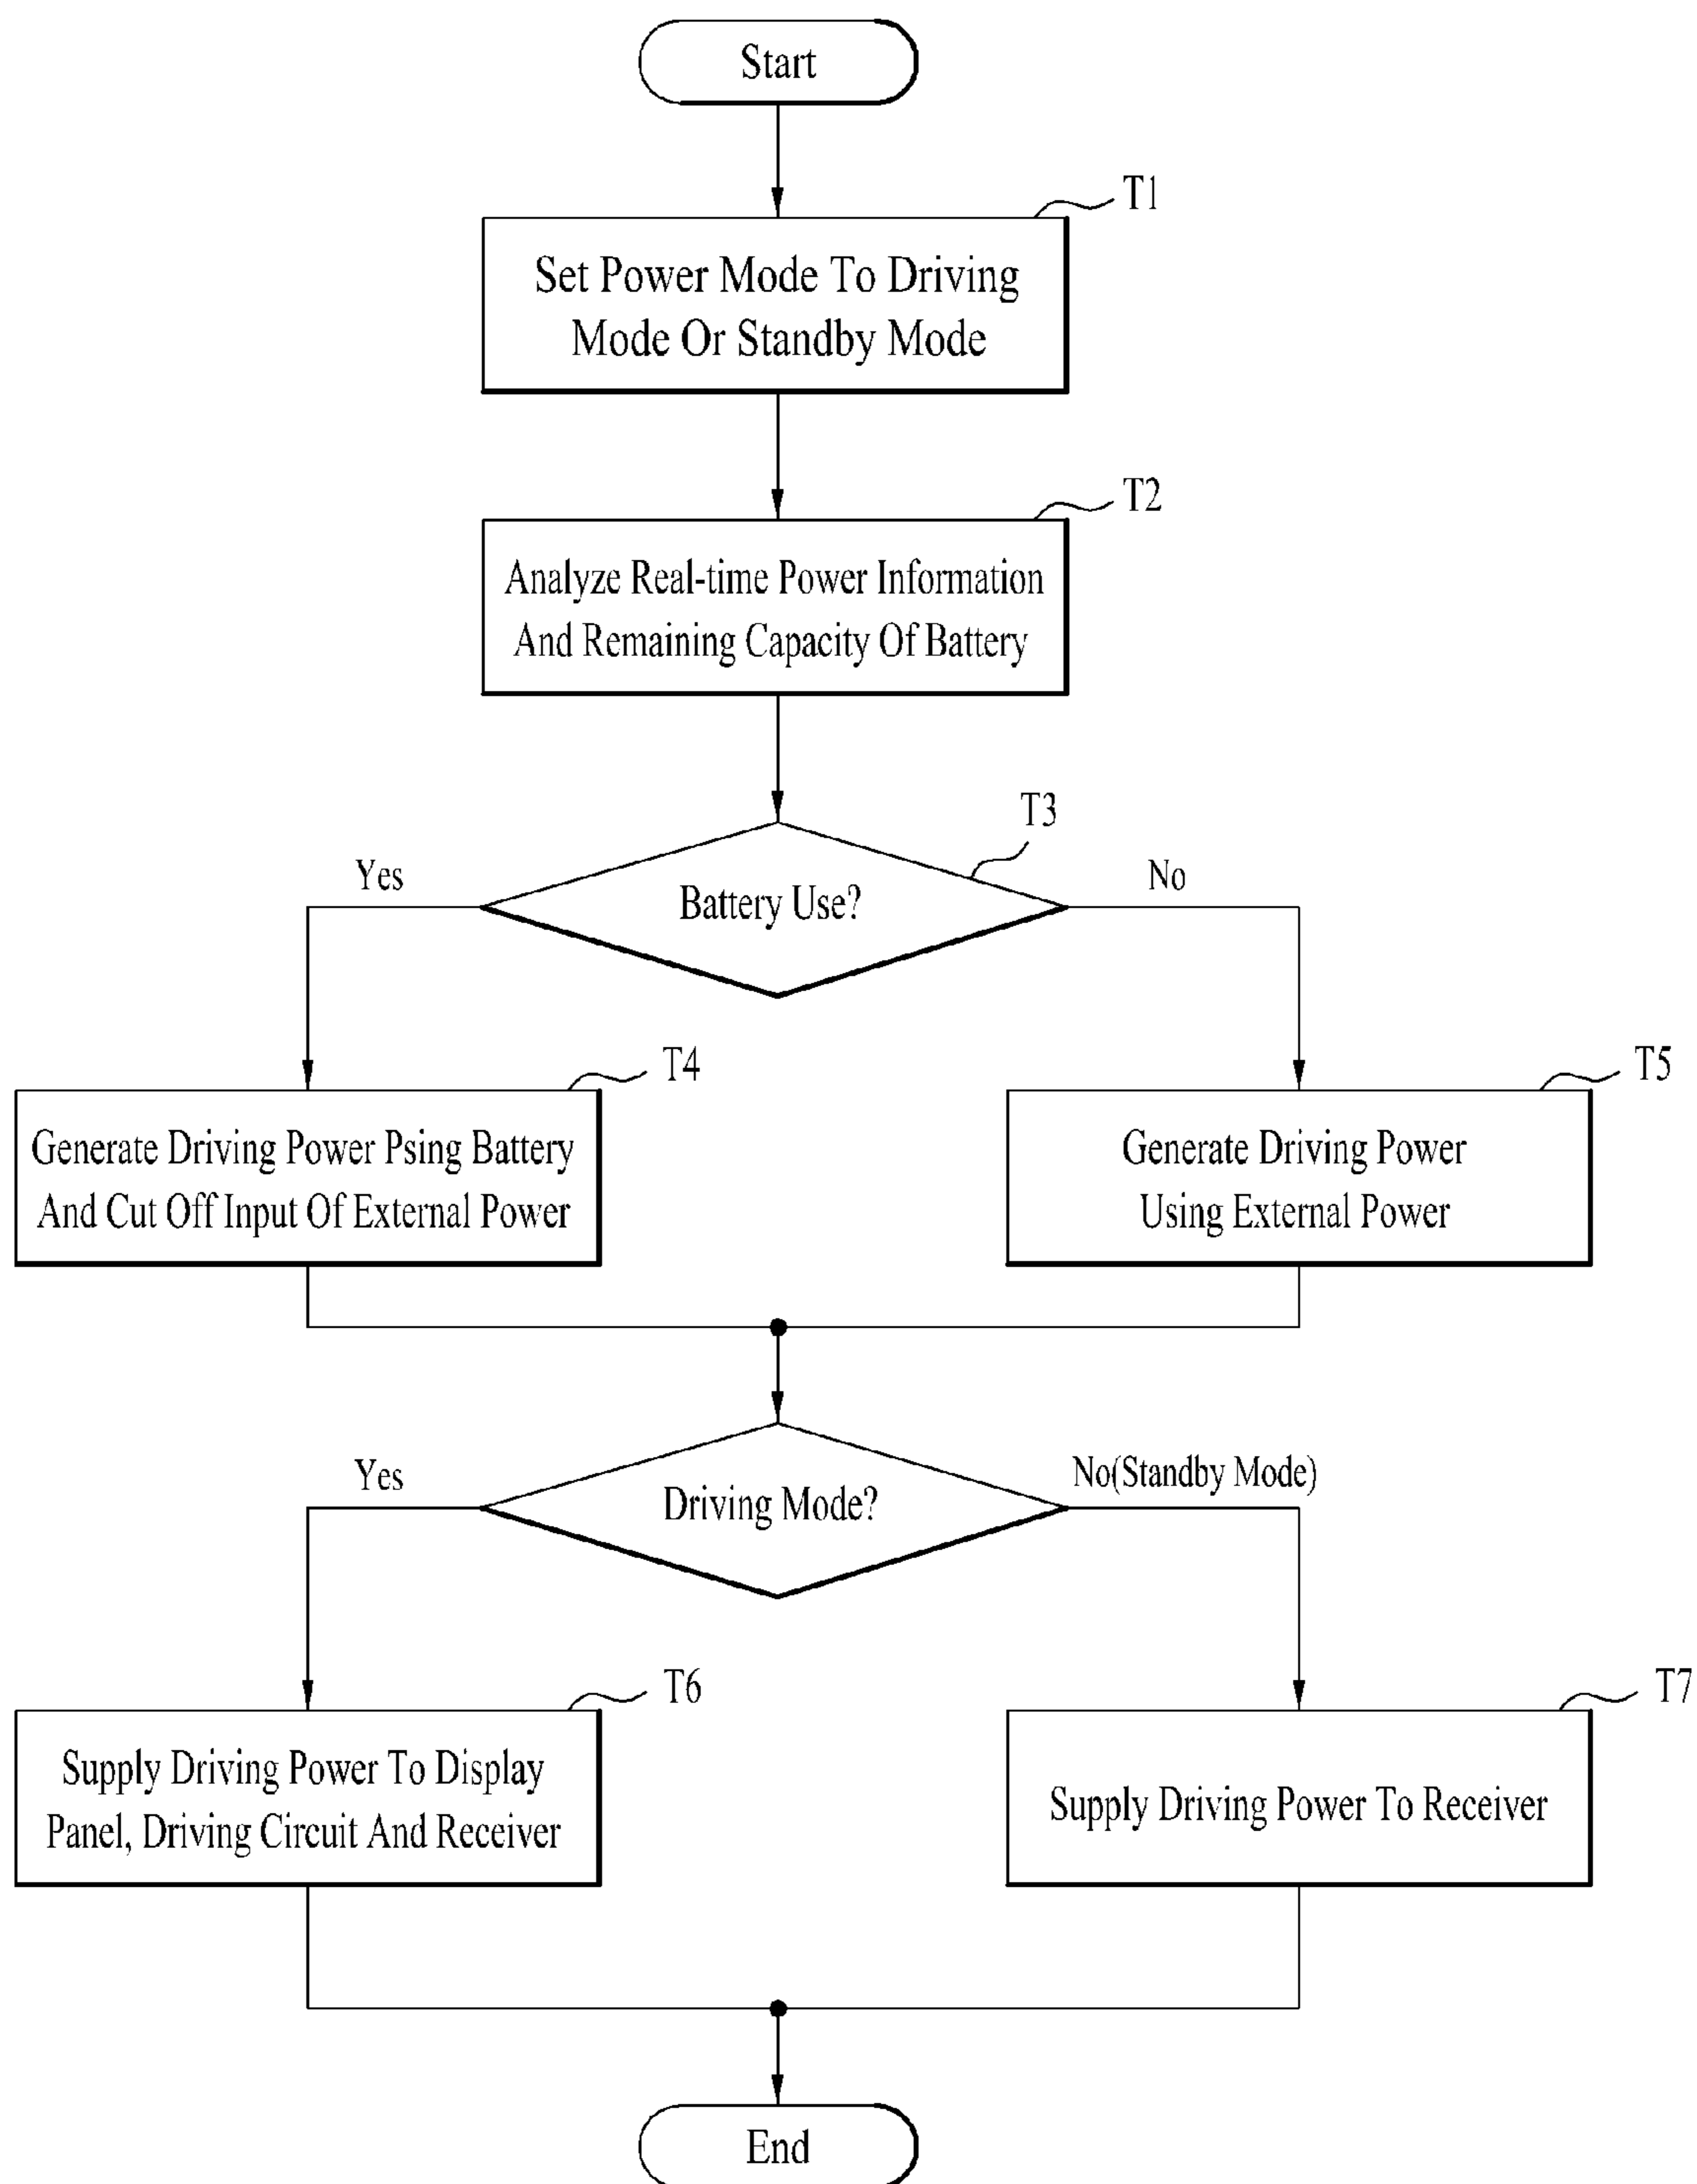 Start
T1
Set Power Mode To Driving
Mode Or Standby Mode
T2
Analyze Real-time Power Information
And Remaining Capacity Of Battery
T3
Yes
Battery Use?
No
T4
Generate Driving Power Psing Battery
And Cut Off Input Of External Power
T5
Generate Driving Power
Using External Power
Yes
Driving Mode?
No(Standby Mode)
T6
Supply Driving Power To Display
Panel, Driving Circuit And Receiver
T7
Supply Driving Power To Receiver
End